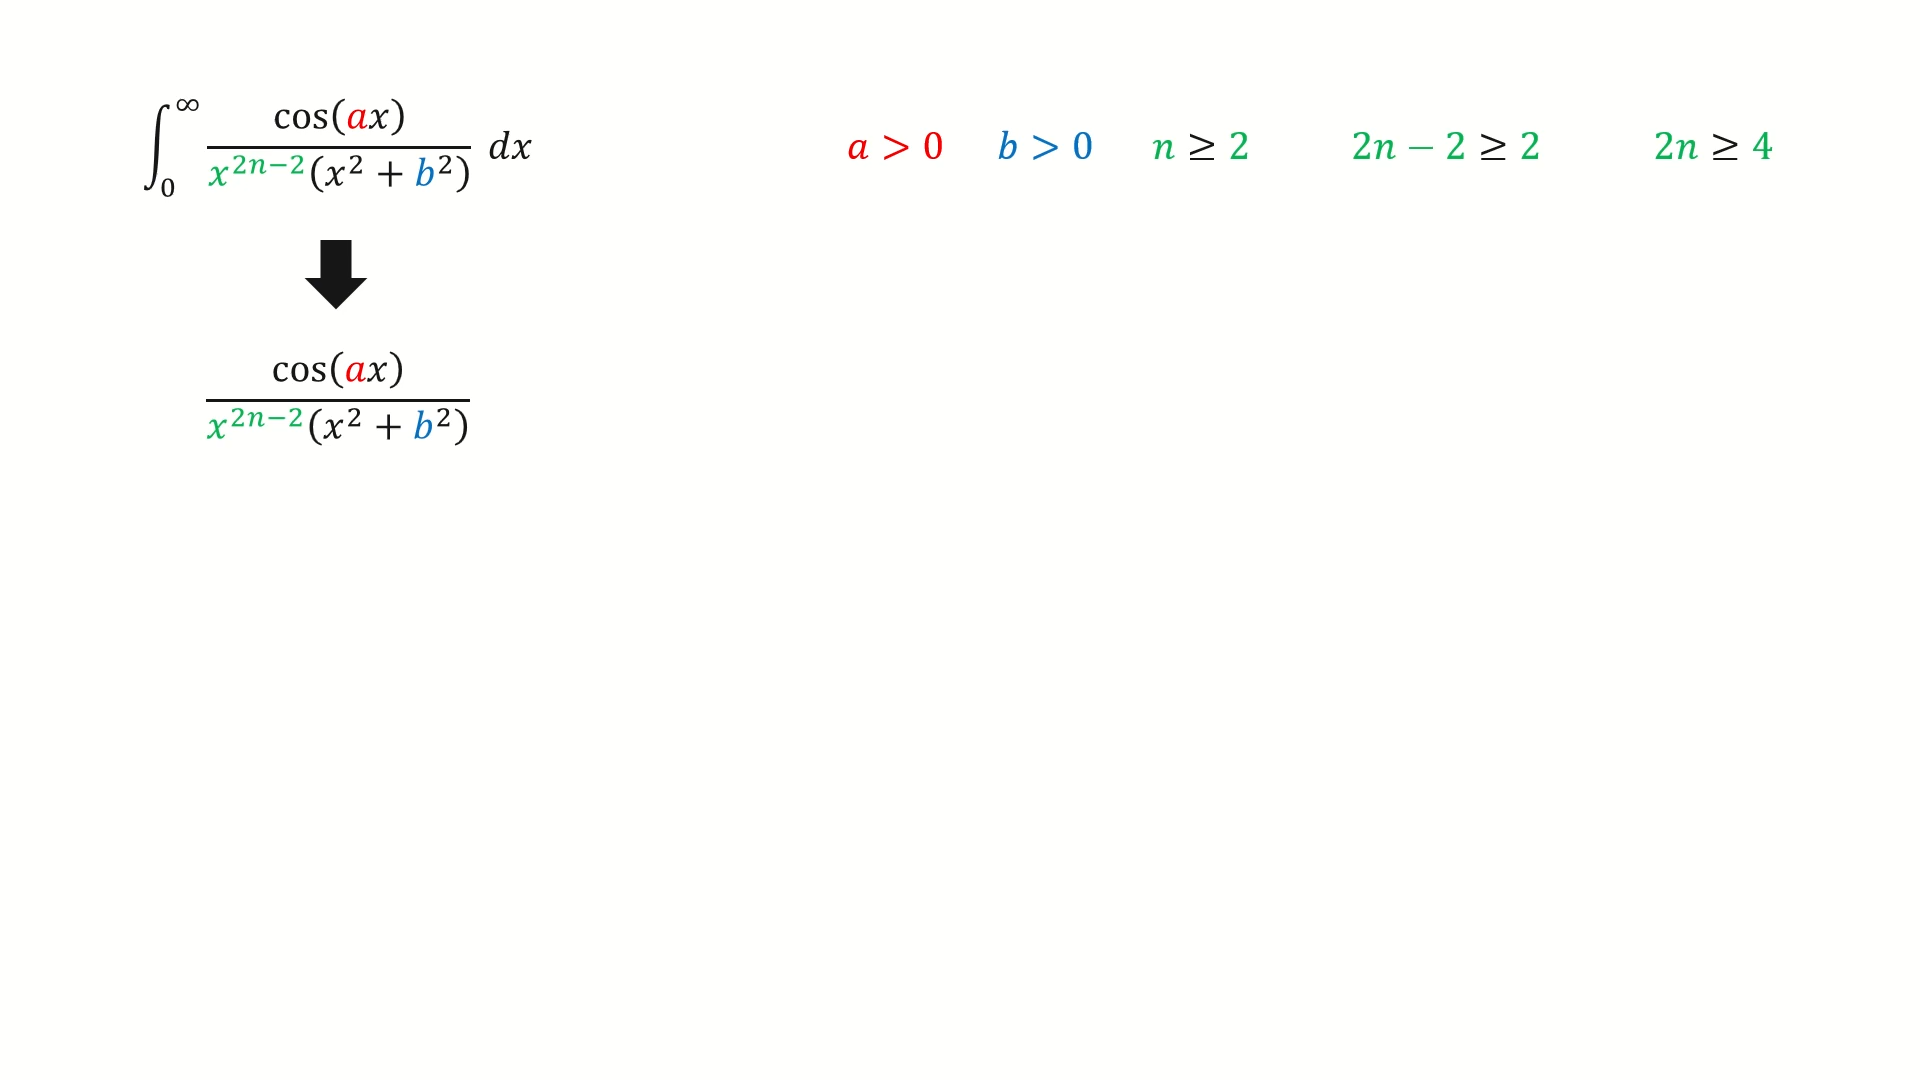 ∫₀^∞ cos(ax) / (x^{2n−2}(x² + b²)) dx a > 0 b > 0 n ≥ 2 2n − 2 ≥ 2 2n ≥ 4
cos(ax) / (x^{2n−2}(x² + b²))